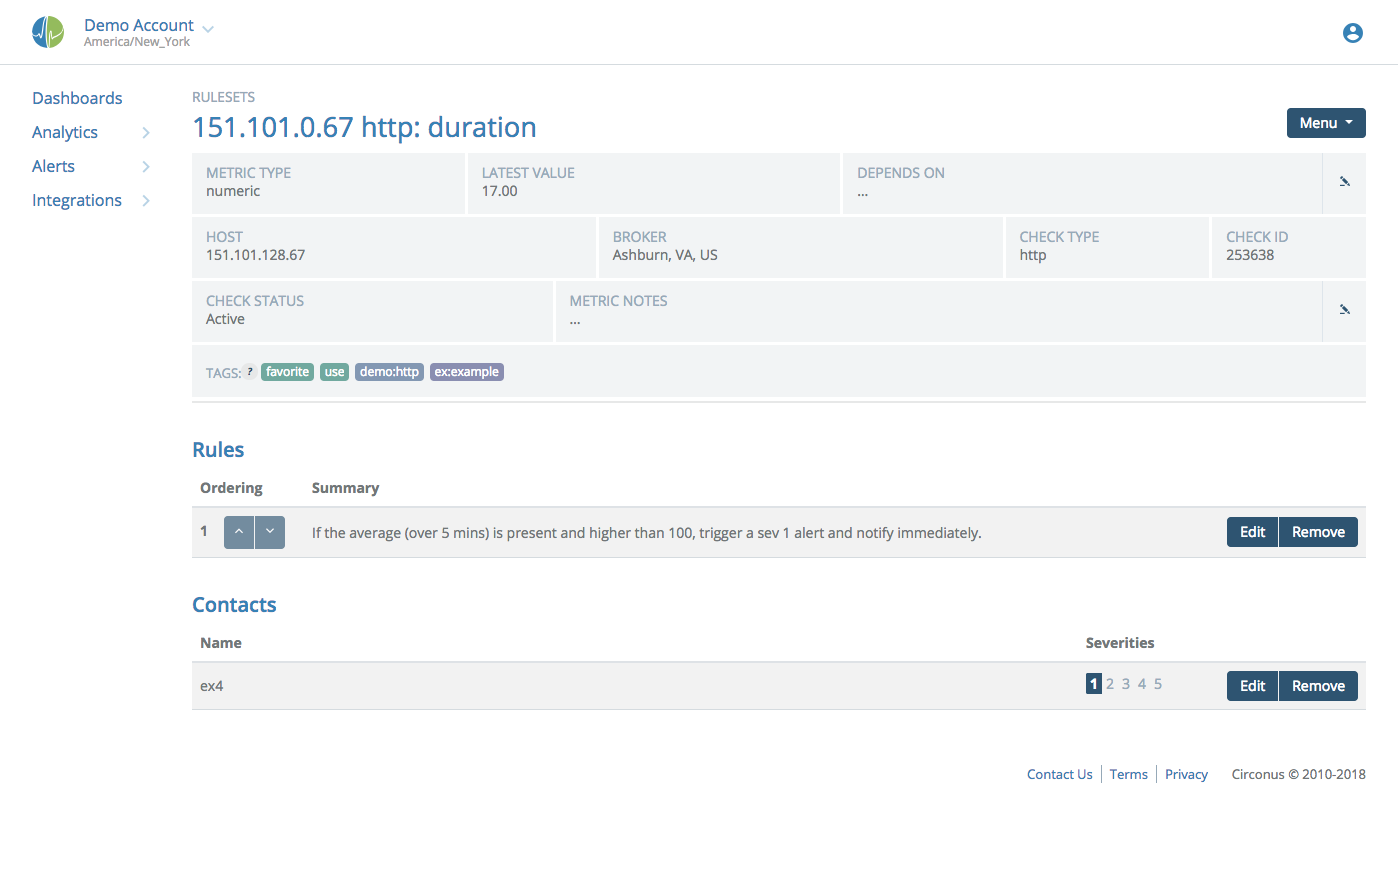 Demo Account
America/New_York
Dashboards
Analytics
Alerts
Integrations
RULESETS
151.101.0.67 http: duration
Menu
METRIC TYPE
numeric
LATEST VALUE
17.00
DEPENDS ON
...
HOST
151.101.128.67
BROKER
Ashburn, VA, US
CHECK TYPE
http
CHECK ID
253638
CHECK STATUS
Active
METRIC NOTES
...
TAGS: ? favorite use demo:http ex:example
Rules
Ordering Summary
1 If the average (over 5 mins) is present and higher than 100, trigger a sev 1 alert and notify immediately. Edit Remove
Contacts
Name Severities
ex4 1 2 3 4 5 Edit Remove
Contact Us Terms Privacy Circonus © 2010-2018